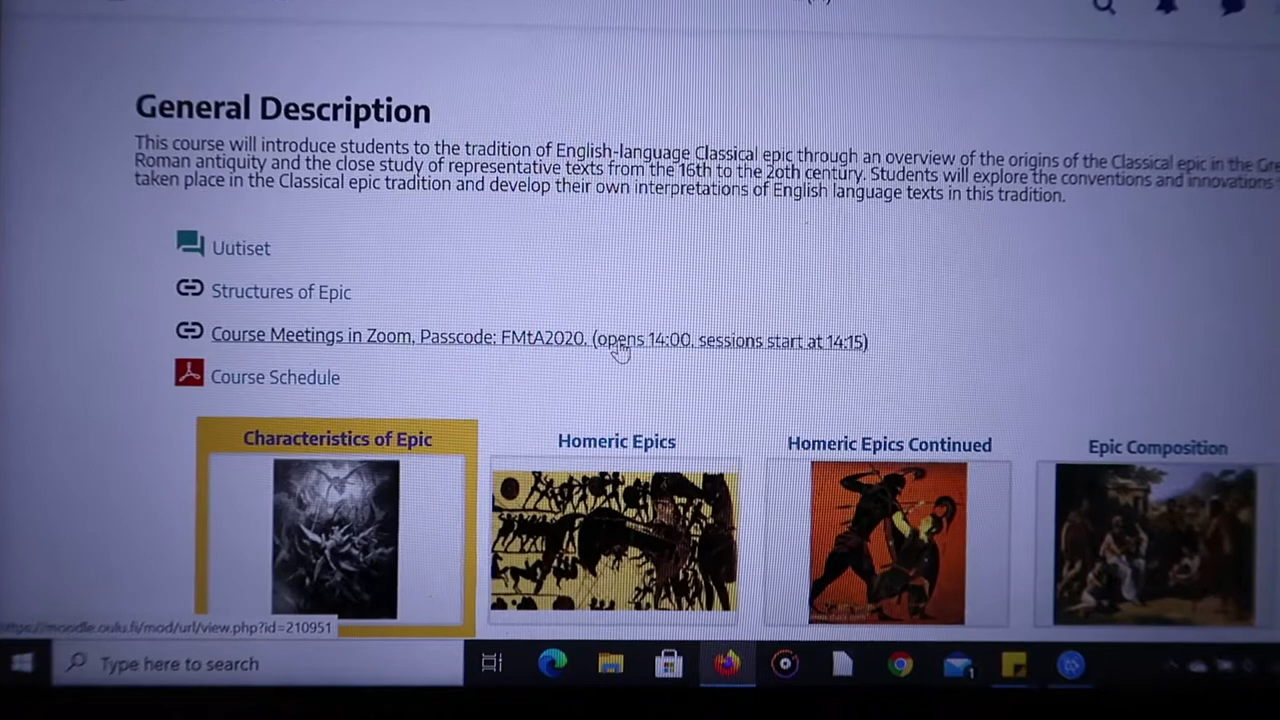 General Description
This course will introduce students to the tradition of English-language Classical epic through an overview of the origins of the Classical epic in the Gre
Roman antiquity and the close study of representative texts from the 16th to the 20th century. Students will explore the conventions and innovations
taken place in the Classical epic tradition and develop their own interpretations of English language texts in this tradition.
Uutiset
Structures of Epic
Course Meetings in Zoom, Passcode: FMtA2020. (opens 14:00, sessions start at 14:15)
Course Schedule
Characteristics of Epic
Homeric Epics
Homeric Epics Continued
Epic Composition
https://moodle.oulu.fi/mod/url/view.php?id=210951
Type here to search
1